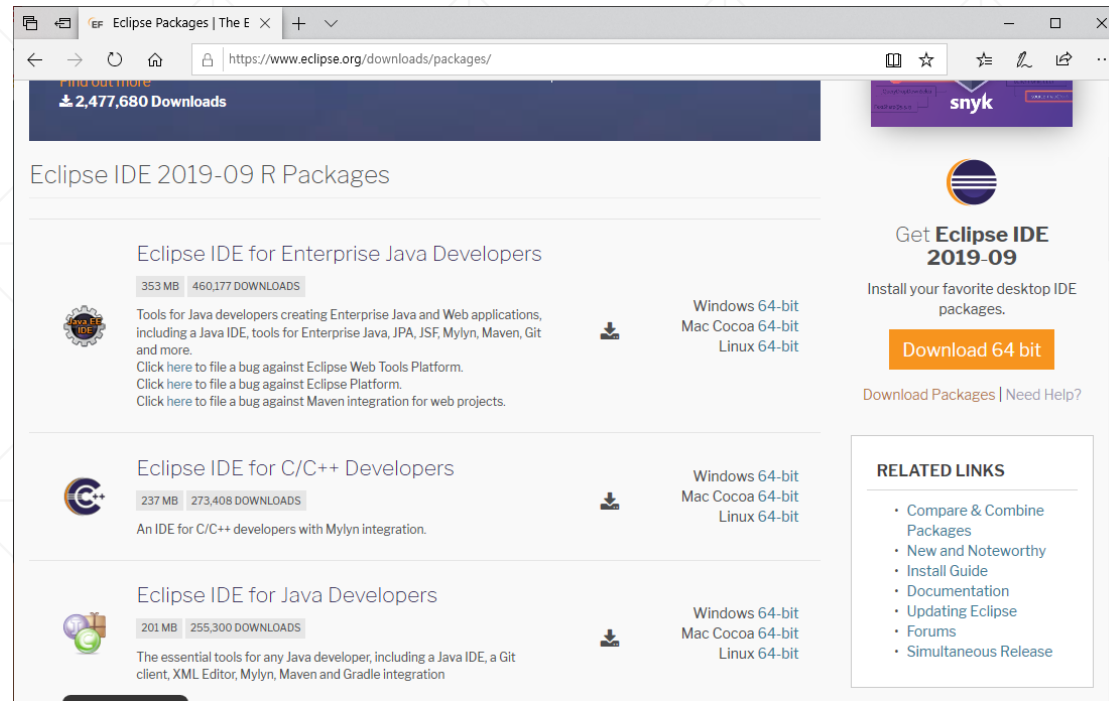 EF Eclipse Packages | The E
https://www.eclipse.org/downloads/packages/
Find out more
2,477,680 Downloads
snyk
Eclipse IDE 2019-09 R Packages
Eclipse IDE for Enterprise Java Developers
353 MB 460,177 DOWNLOADS
Java EE
IDE
Tools for Java developers creating Enterprise Java and Web applications,
including a Java IDE, tools for Enterprise Java, JPA, JSF, Mylyn, Maven, Git
and more.
Click here to file a bug against Eclipse Web Tools Platform.
Click here to file a bug against Eclipse Platform.
Click here to file a bug against Maven integration for web projects.
Windows 64-bit
Mac Cocoa 64-bit
Linux 64-bit
Eclipse IDE for C/C++ Developers
237 MB 273,408 DOWNLOADS
C++
An IDE for C/C++ developers with Mylyn integration.
Windows 64-bit
Mac Cocoa 64-bit
Linux 64-bit
Eclipse IDE for Java Developers
201 MB 255,300 DOWNLOADS
The essential tools for any Java developer, including a Java IDE, a Git
client, XML Editor, Mylyn, Maven and Gradle integration
Windows 64-bit
Mac Cocoa 64-bit
Linux 64-bit
Get Eclipse IDE
2019-09
Install your favorite desktop IDE
packages.
Download 64 bit
Download Packages | Need Help?
RELATED LINKS
• Compare & Combine
Packages
• New and Noteworthy
• Install Guide
• Documentation
• Updating Eclipse
• Forums
• Simultaneous Release